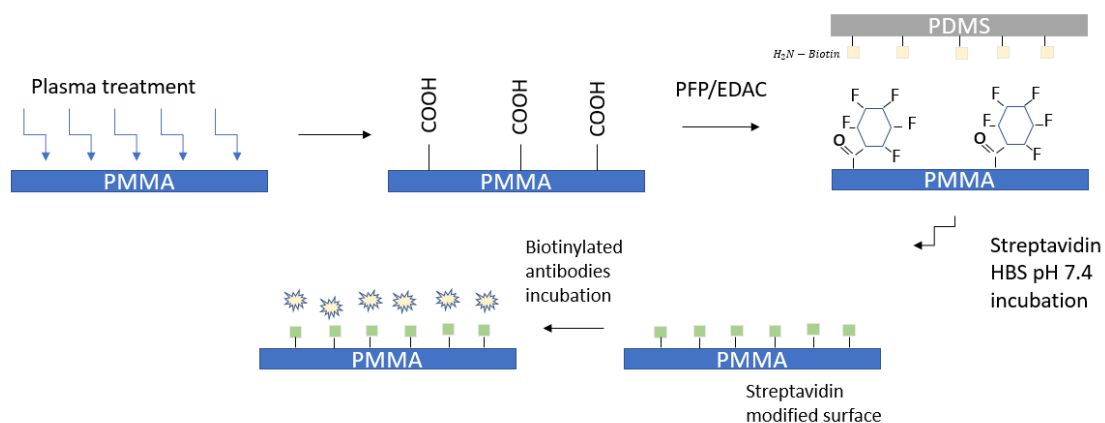 Plasma treatment
PMMA
COOH
COOH
COOH
PMMA
PFP/EDAC
PDMS
H₂N − Biotin
F
F
F
F
F
O
F
F
F
F
F
O
PMMA
Streptavidin
HBS pH 7.4
incubation
Biotinylated
antibodies
incubation
PMMA
PMMA
Streptavidin
modified surface